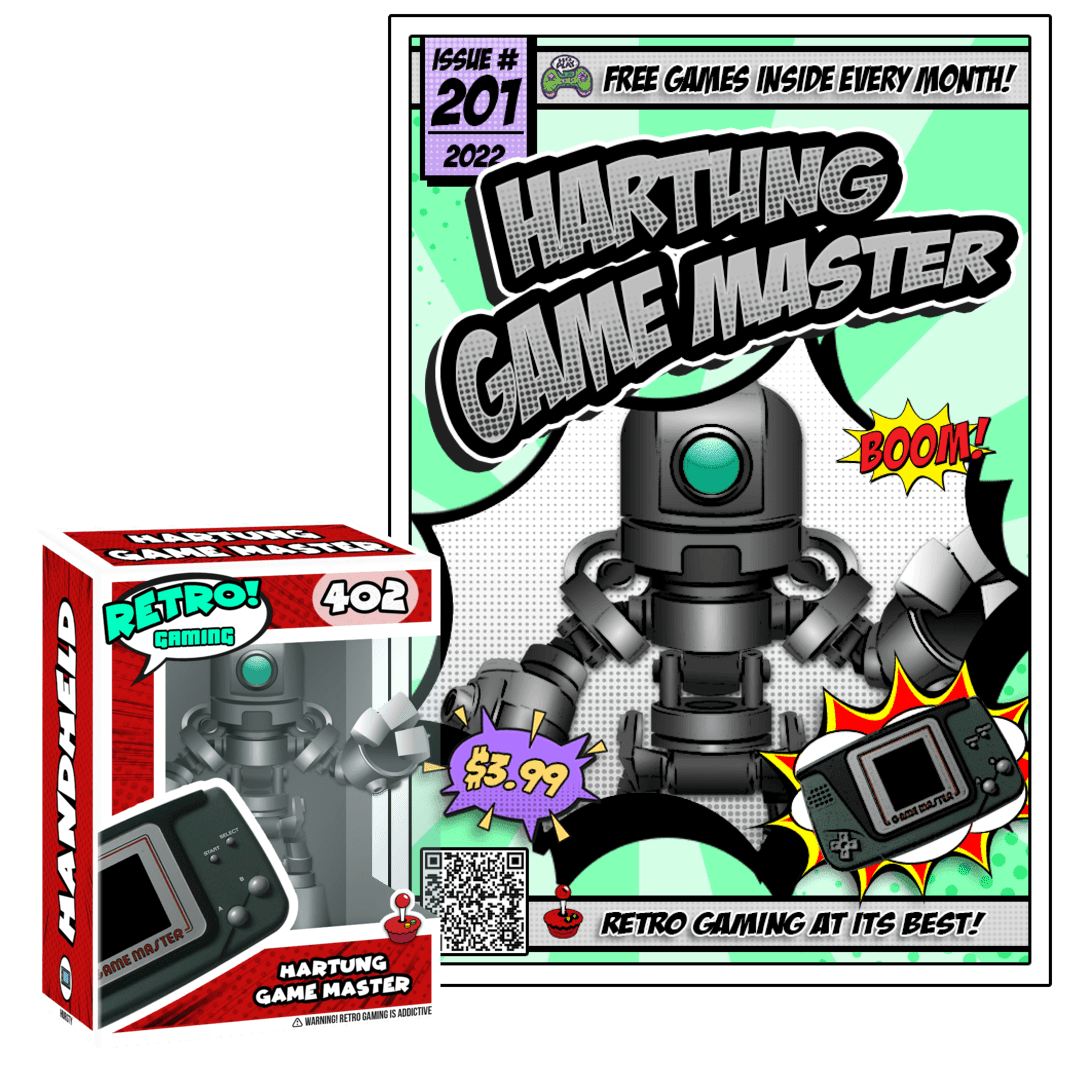 ISSUE #
201
2022
FREE GAMES INSIDE EVERY MONTH!
HARTUNG
GAME MASTER
BOOM!
$3.99
GAME MASTER
RETRO GAMING AT ITS BEST!
HARTUNG
GAME MASTER
RETRO!
GAMING
402
HANDHELD
START
SELECT
B
A
GAME MASTER
HARTUNG
GAME MASTER
WARNING! RETRO GAMING IS ADDICTIVE